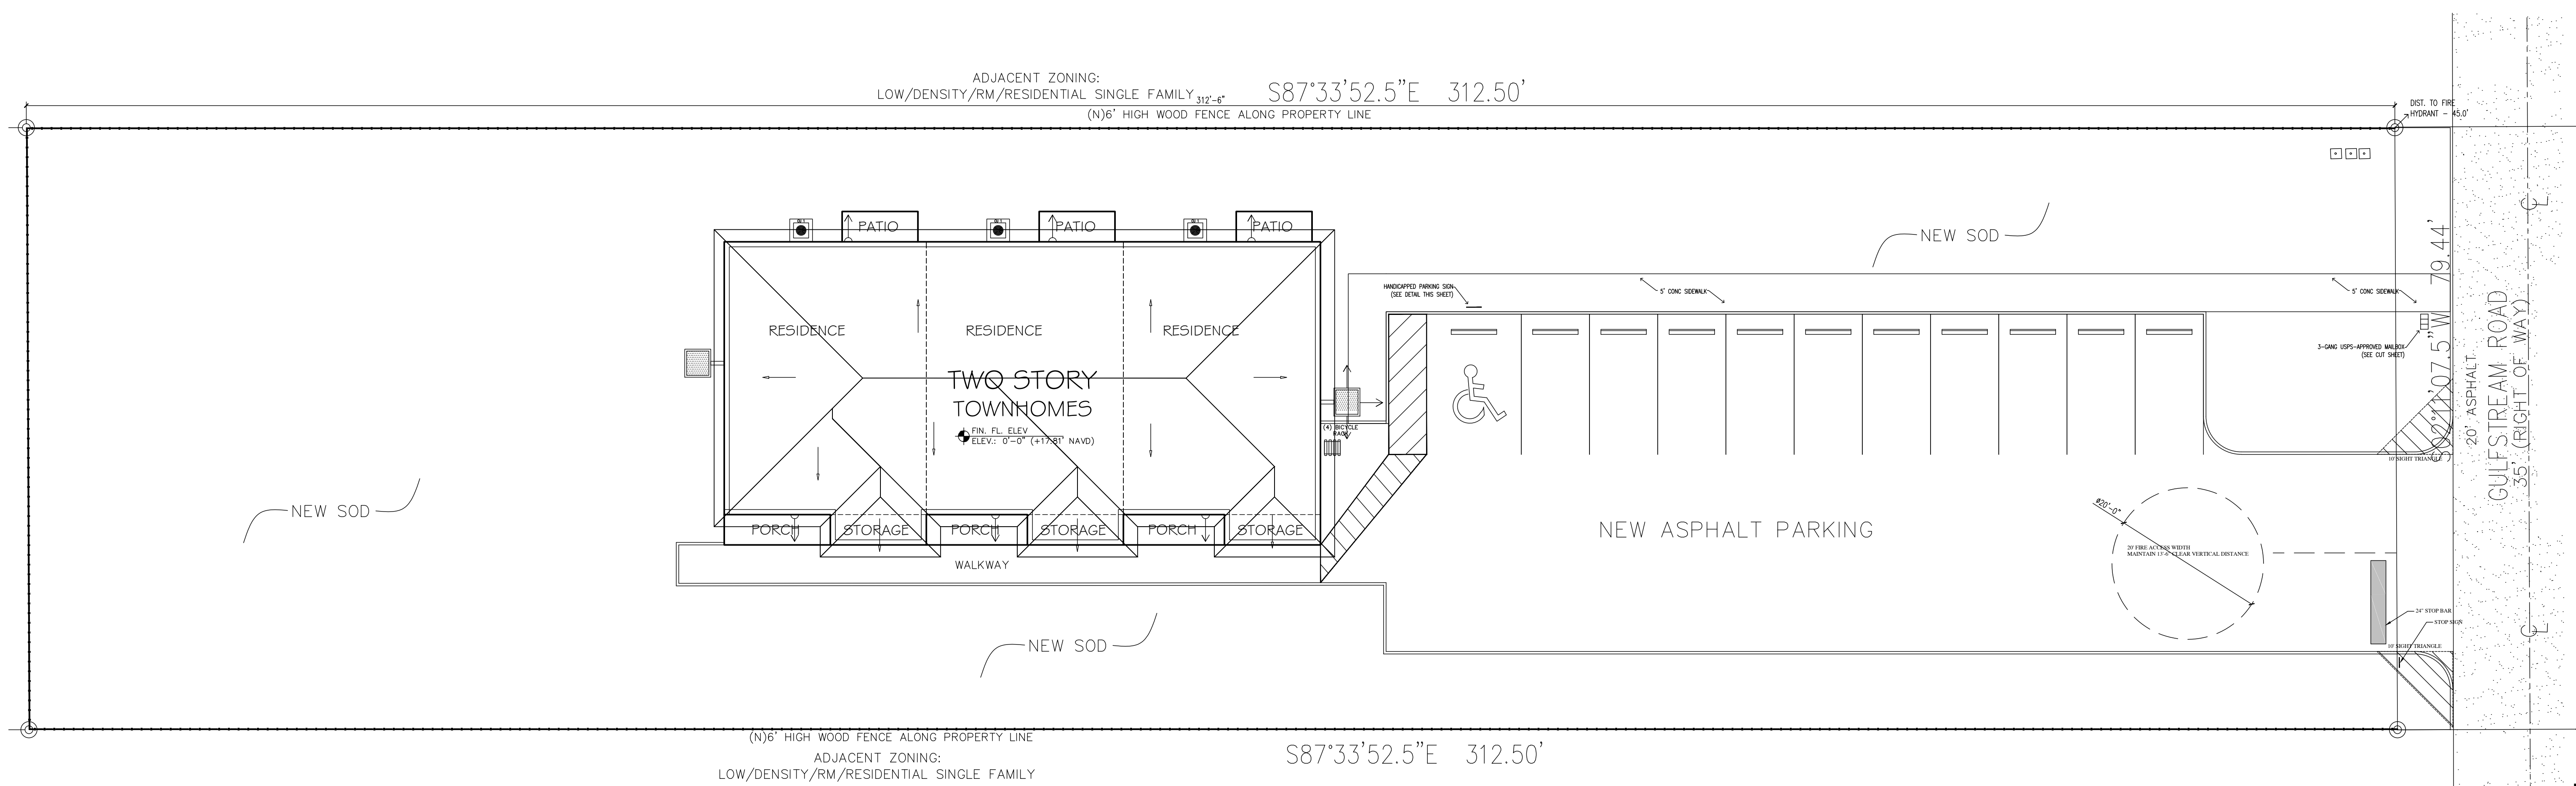 ADJACENT ZONING:
LOW/DENSITY/RM/RESIDENTIAL SINGLE FAMILY
312'-6"
S87°33'52.5"E 312.50'
(N)6' HIGH WOOD FENCE ALONG PROPERTY LINE
DIST. TO FIRE
HYDRANT - 45.0'
PATIO
PATIO
PATIO
NEW SOD
HANDICAPPED PARKING SIGN
(SEE DETAIL THIS SHEET)
5' CONC SIDEWALK
5' CONC SIDEWALK
RESIDENCE
RESIDENCE
RESIDENCE
3-GANG USPS-APPROVED MAILBOX
(SEE CUT SHEET)
TWO STORY
TOWNHOMES
FIN. FL. ELEV
ELEV.: 0'-0" (+17.81' NAVD)
(4) BICYCLE
RACK
79.44'
20' ASPHALT
GULFSTREAM ROAD
35' (RIGHT OF WAY)
10' SIGHT TRIANGLE
NEW SOD
PORCH
STORAGE
PORCH
STORAGE
PORCH
STORAGE
WALKWAY
NEW ASPHALT PARKING
Ø20'-0"
20' FIRE ACCESS WIDTH
MAINTAIN 13'-6" CLEAR VERTICAL DISTANCE
24" STOP BAR
STOP SIGN
10' SIGHT TRIANGLE
NEW SOD
(N)6' HIGH WOOD FENCE ALONG PROPERTY LINE
ADJACENT ZONING:
LOW/DENSITY/RM/RESIDENTIAL SINGLE FAMILY
S87°33'52.5"E 312.50'